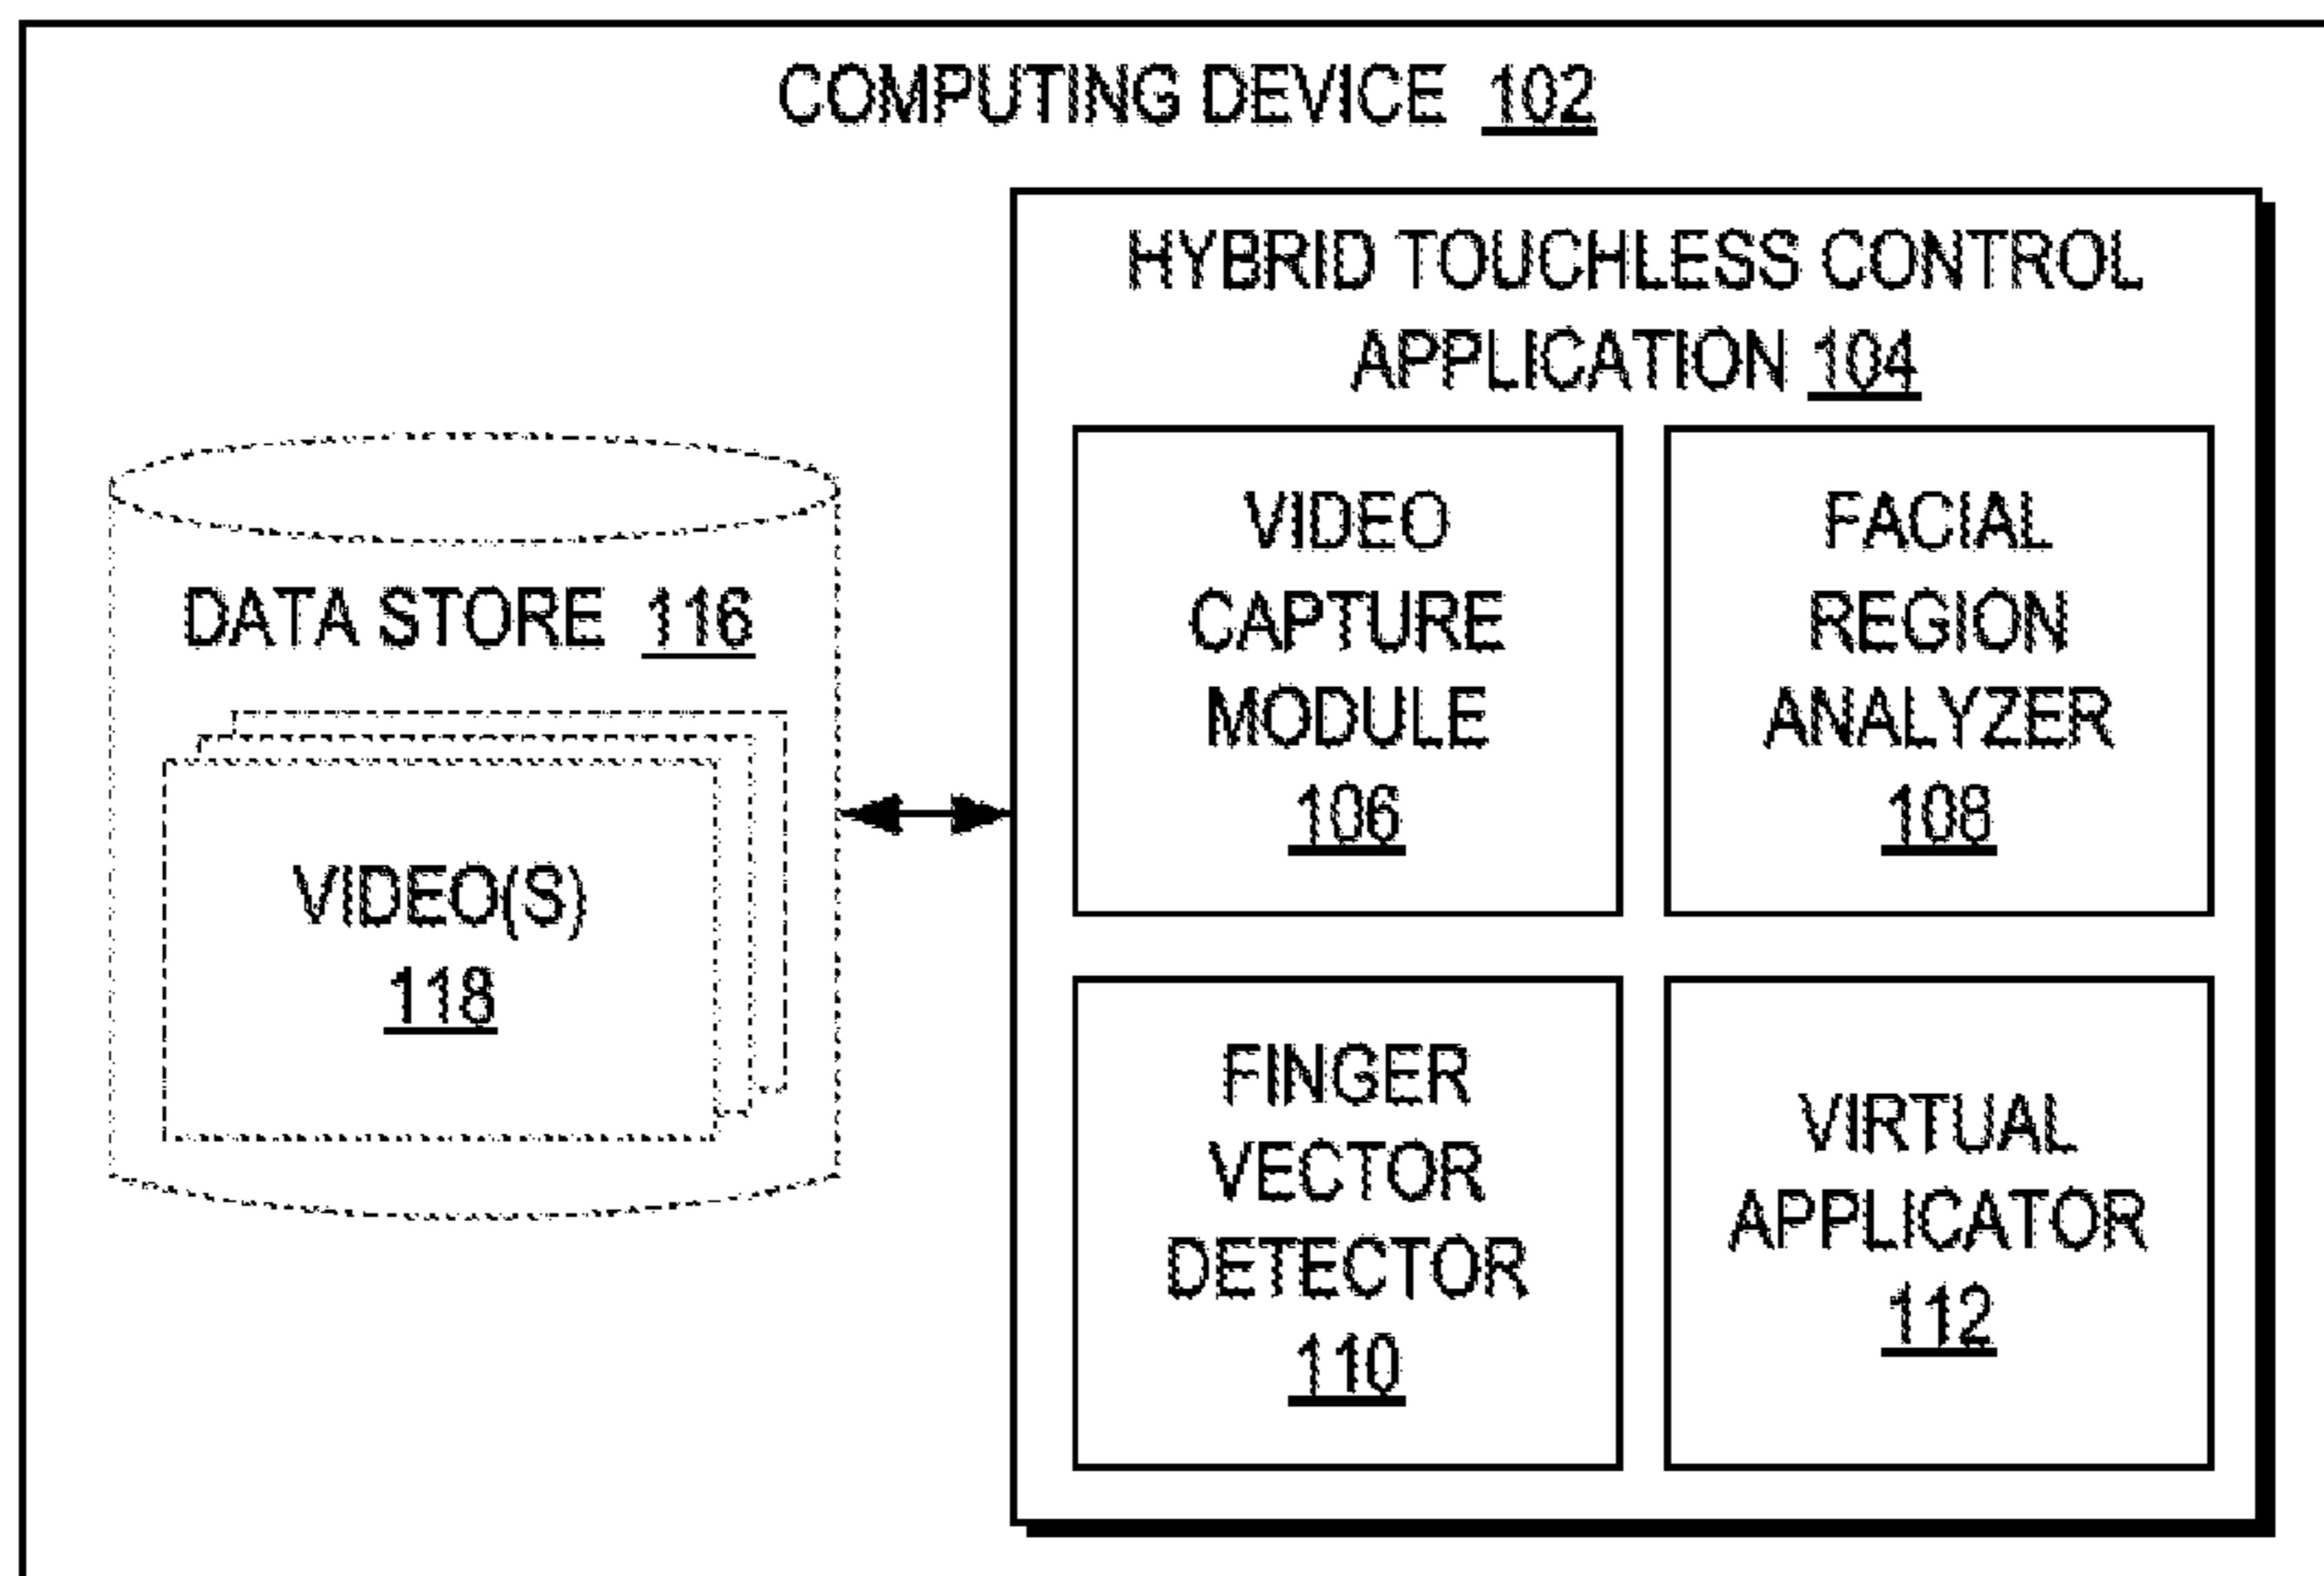 COMPUTING DEVICE 102
HYBRID TOUCHLESS CONTROL
APPLICATION 104
DATA STORE 116
VIDEO(S)
118
VIDEO
CAPTURE
MODULE
106
FACIAL
REGION
ANALYZER
108
FINGER
VECTOR
DETECTOR
110
VIRTUAL
APPLICATOR
112